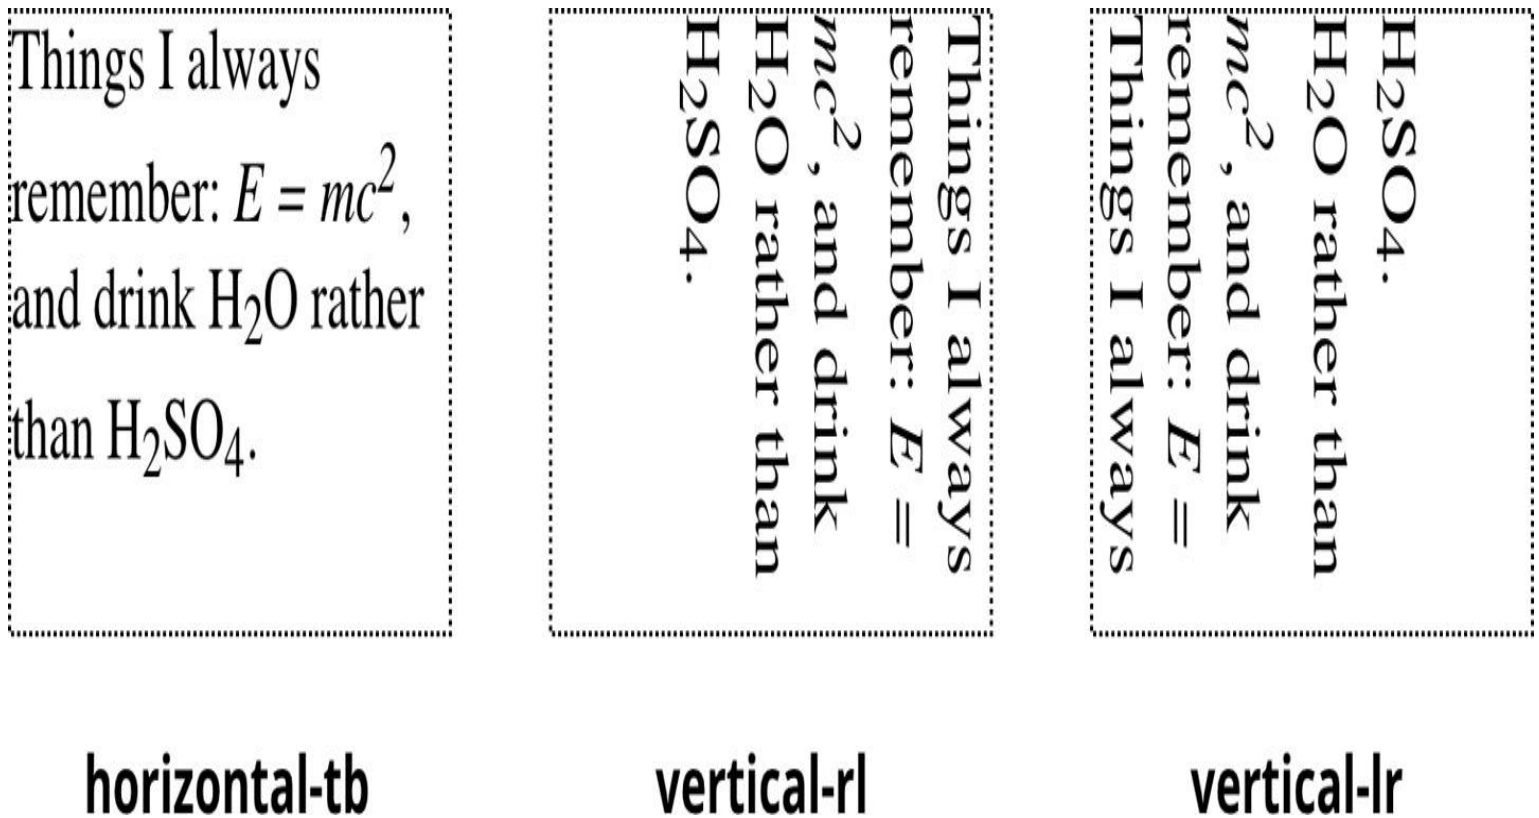 Things I always
remember: E = mc²,
and drink H₂O rather
than H₂SO₄.
horizontal-tb
Things I always
remember: E =
mc², and drink
H₂O rather than
H₂SO₄.
vertical-rl
Things I always
remember: E =
mc², and drink
H₂O rather than
H₂SO₄.
vertical-lr